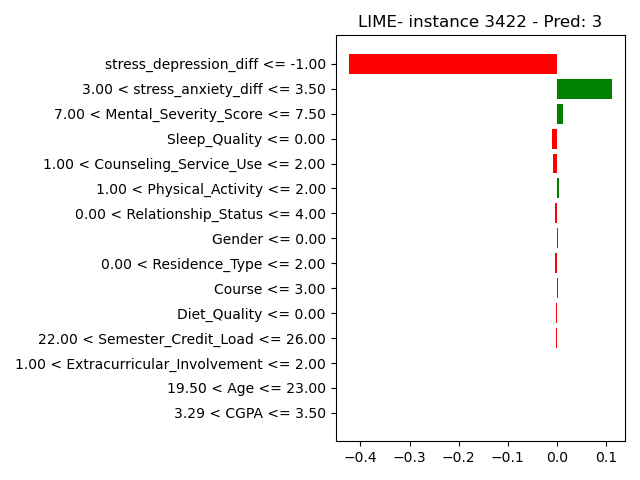 LIME- instance 3422 - Pred: 3
stress_depression_diff <= -1.00
3.00 < stress_anxiety_diff <= 3.50
7.00 < Mental_Severity_Score <= 7.50
Sleep_Quality <= 0.00
1.00 < Counseling_Service_Use <= 2.00
1.00 < Physical_Activity <= 2.00
0.00 < Relationship_Status <= 4.00
Gender <= 0.00
0.00 < Residence_Type <= 2.00
Course <= 3.00
Diet_Quality <= 0.00
22.00 < Semester_Credit_Load <= 26.00
1.00 < Extracurricular_Involvement <= 2.00
19.50 < Age <= 23.00
3.29 < CGPA <= 3.50
−0.4 −0.3 −0.2 −0.1 0.0 0.1